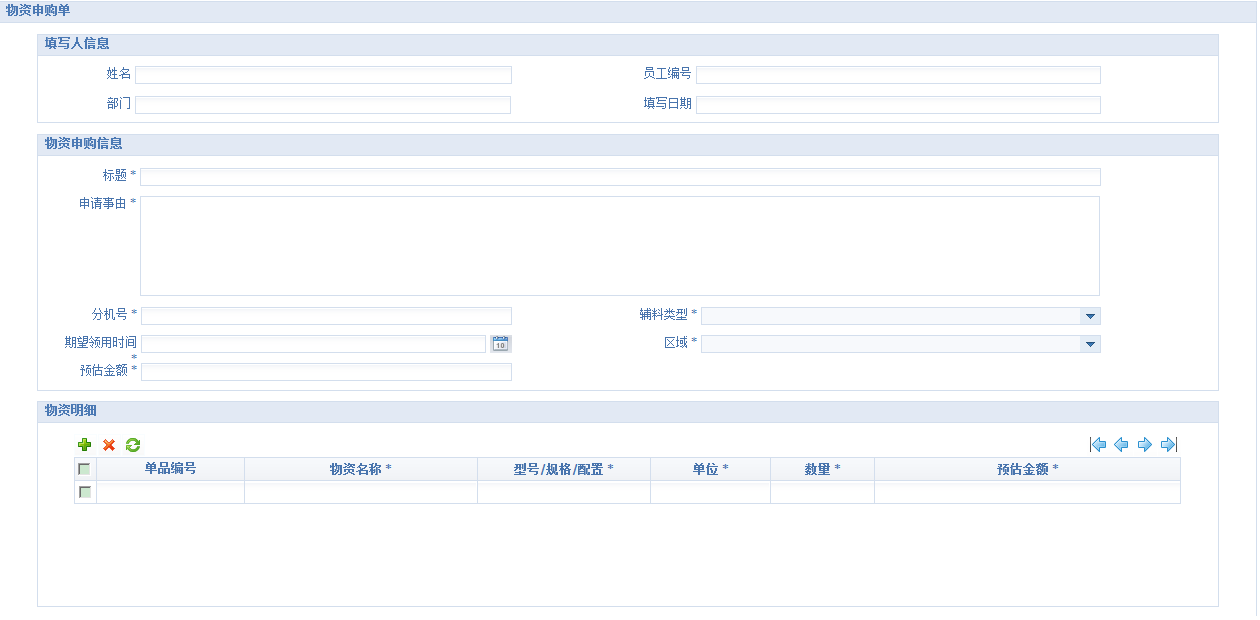 物资申购单
填写人信息
姓名 员工编号
部门 填写日期
物资申购信息
标题 *
申请事由 *
分机号 * 辅料类型 *
期望领用时间 区域 *
*
预估金额 *
物资明细
单品编号 物资名称 * 型号/规格/配置 * 单位 * 数量 * 预估金额 *